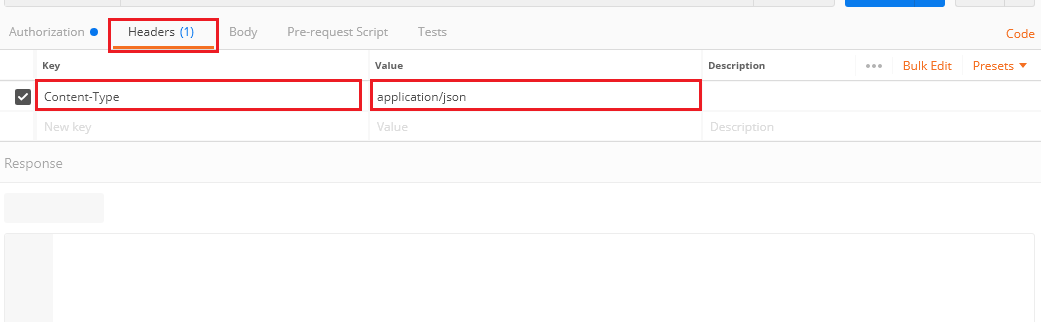 Authorization Headers (1) Body Pre-request Script Tests Code
Key Value Description Bulk Edit Presets
Content-Type application/json
New key Value Description
Response